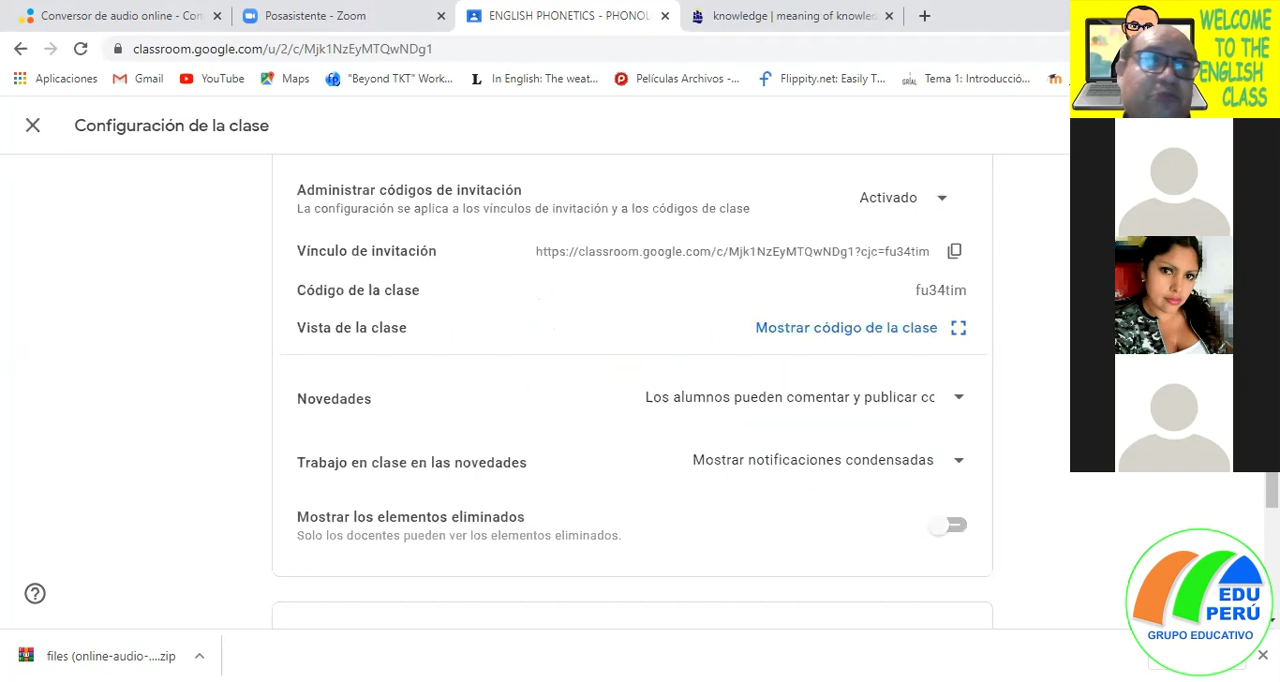 Conversor de audio online - Con
Posasistente - Zoom
ENGLISH PHONETICS - PHONOL
knowledge | meaning of knowled
classroom.google.com/u/2/c/Mjk1NzEyMTQwNDg1
Aplicaciones
Gmail
YouTube
Maps
"Beyond TKT" Work...
In English: The weat...
Películas Archivos -...
Flippity.net: Easily T...
Tema 1: Introducció...
Configuración de la clase
Administrar códigos de invitación
La configuración se aplica a los vínculos de invitación y a los códigos de clase
Activado
Vínculo de invitación
https://classroom.google.com/c/Mjk1NzEyMTQwNDg1?cjc=fu34tim
Código de la clase
fu34tim
Vista de la clase
Mostrar código de la clase
Novedades
Los alumnos pueden comentar y publicar cc
Trabajo en clase en las novedades
Mostrar notificaciones condensadas
Mostrar los elementos eliminados
Solo los docentes pueden ver los elementos eliminados.
files (online-audio-....zip
WELCOME
TO THE
ENGLISH
CLASS
EDU
PERÚ
GRUPO EDUCATIVO